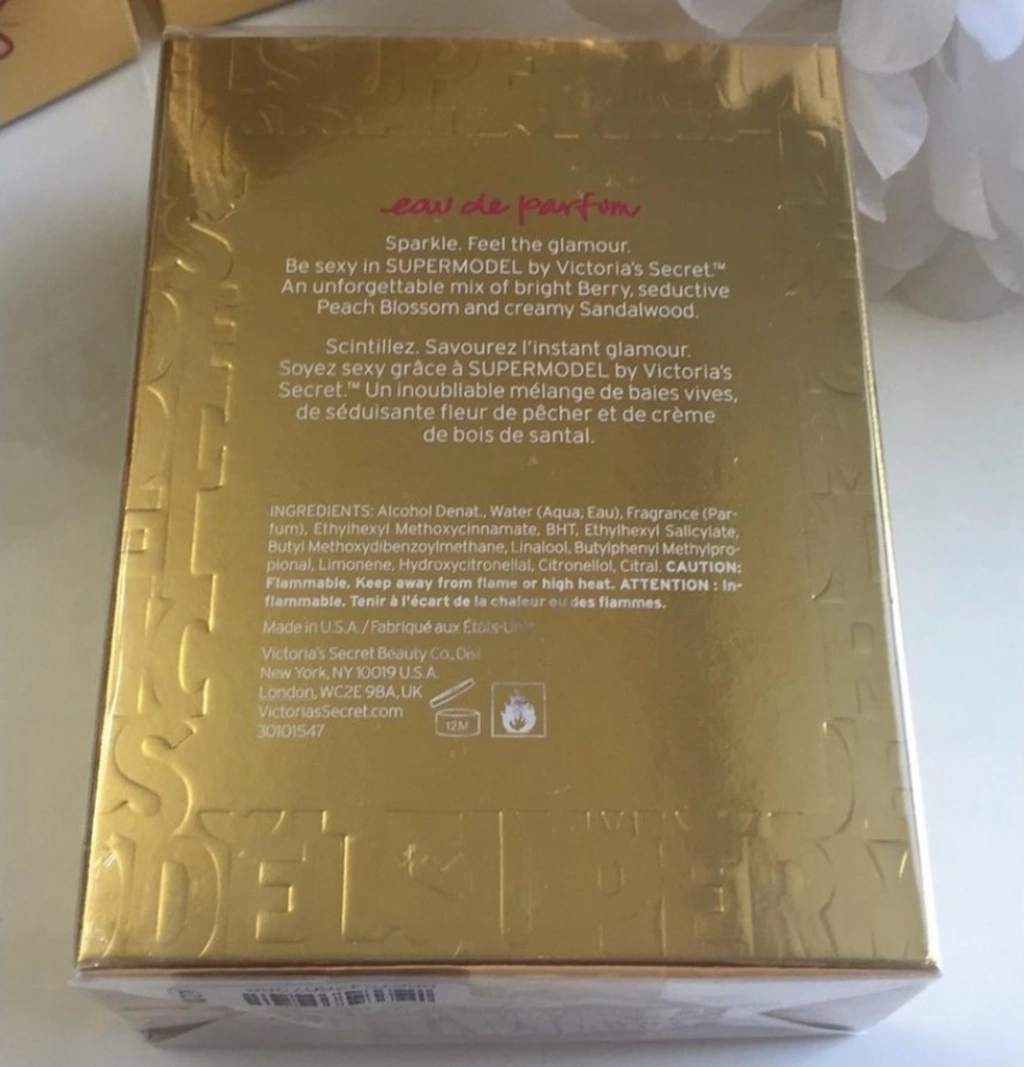 eau de parfum
Sparkle. Feel the glamour.
Be sexy in SUPERMODEL by Victoria's Secret.™
An unforgettable mix of bright Berry, seductive
Peach Blossom and creamy Sandalwood.
Scintillez. Savourez l'instant glamour.
Soyez sexy grâce à SUPERMODEL by Victoria's
Secret.™ Un inoubliable mélange de baies vives,
de séduisante fleur de pêcher et de crème
de bois de santal.
INGREDIENTS: Alcohol Denat., Water (Aqua, Eau), Fragrance (Par-
fum), Ethylhexyl Methoxycinnamate, BHT, Ethylhexyl Salicylate,
Butyl Methoxydibenzoylmethane, Linalool, Butylphenyl Methylpro-
pional, Limonene, Hydroxycitronellal, Citronellol, Citral. CAUTION:
Flammable. Keep away from flame or high heat. ATTENTION : In-
flammable. Tenir à l'écart de la chaleur ou des flammes.
Made in U.S.A. / Fabriqué aux États-Unis
Victoria's Secret Beauty Co., Dist
New York, NY 10019 U.S.A.
London, WC2E 9BA, UK
VictoriasSecret.com
12M
30101547
DEL SUPERM